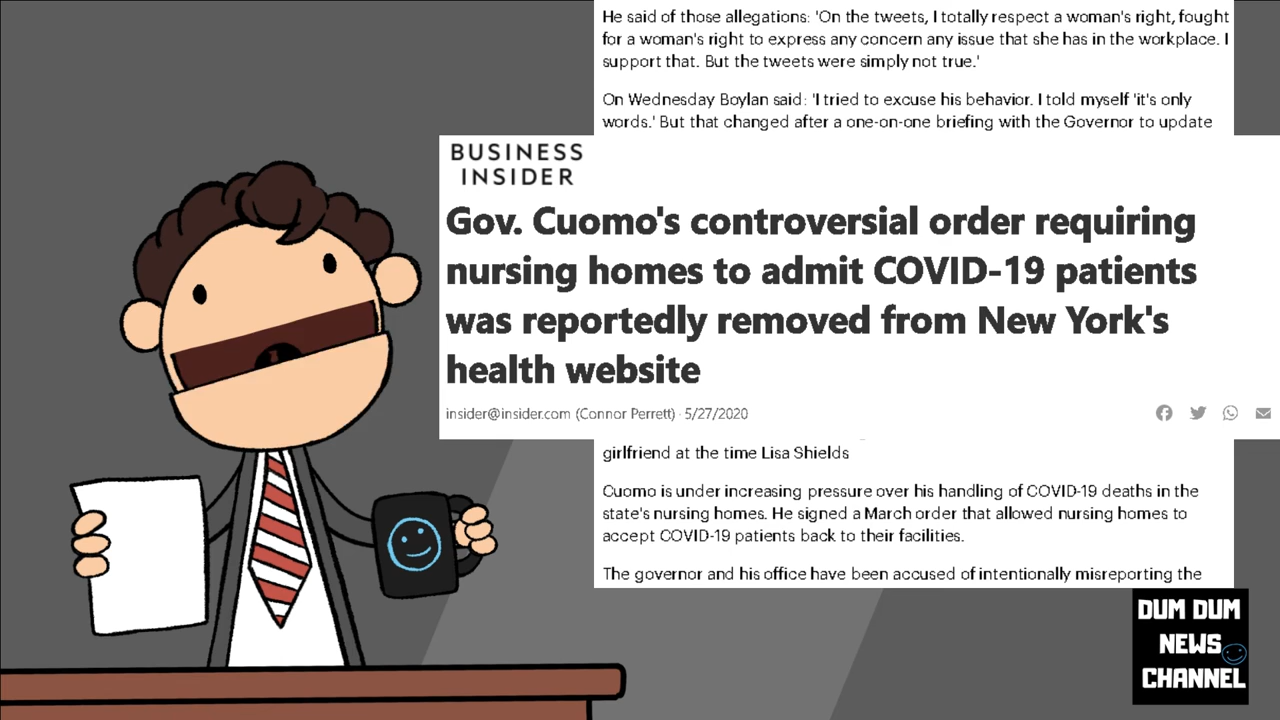 He said of those allegations: 'On the tweets, I totally respect a woman's right, fought
for a woman's right to express any concern any issue that she has in the workplace. I
support that. But the tweets were simply not true.'
On Wednesday Boylan said: 'I tried to excuse his behavior. I told myself 'it's only
words.' But that changed after a one-on-one briefing with the Governor to update
BUSINESS
INSIDER
Gov. Cuomo's controversial order requiring
nursing homes to admit COVID-19 patients
was reportedly removed from New York's
health website
insider@insider.com (Connor Perrett) · 5/27/2020
girlfriend at the time Lisa Shields
Cuomo is under increasing pressure over his handling of COVID-19 deaths in the
state's nursing homes. He signed a March order that allowed nursing homes to
accept COVID-19 patients back to their facilities.
The governor and his office have been accused of intentionally misreporting the
DUM DUM
NEWS
CHANNEL